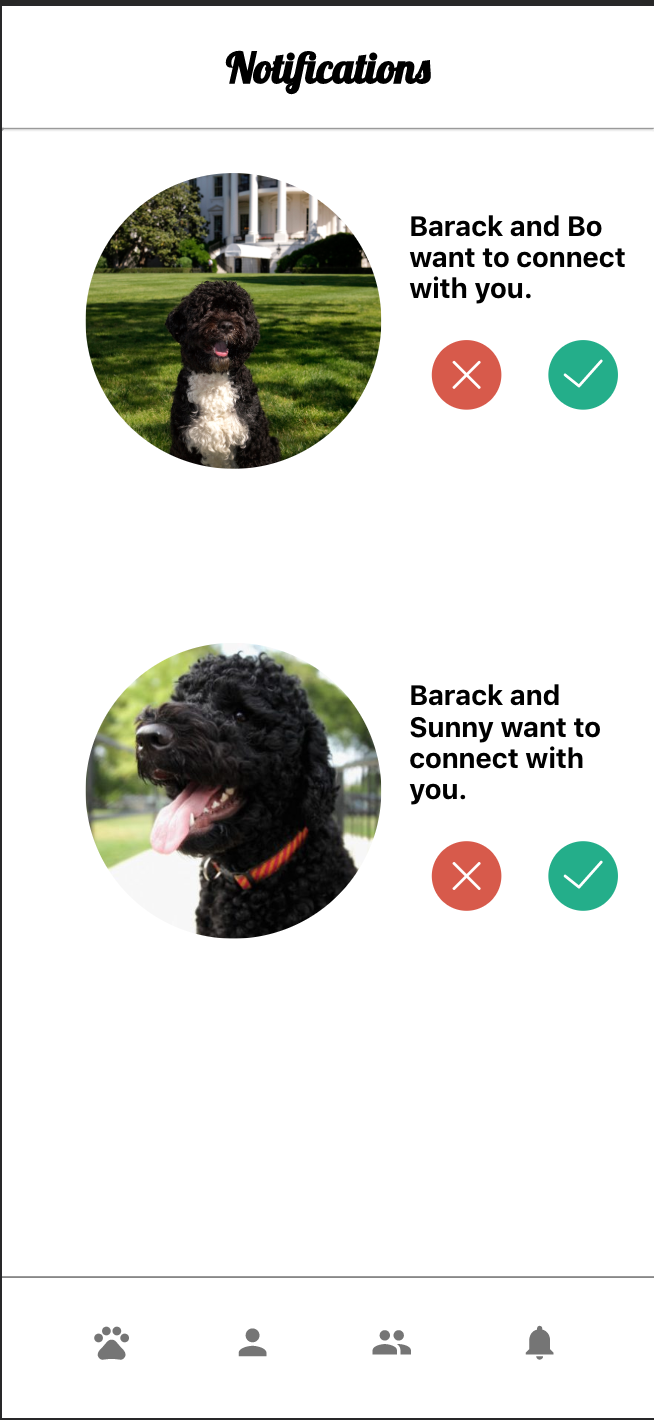 Notifications
Barack and Bo
want to connect
with you.
Barack and
Sunny want to
connect with
you.